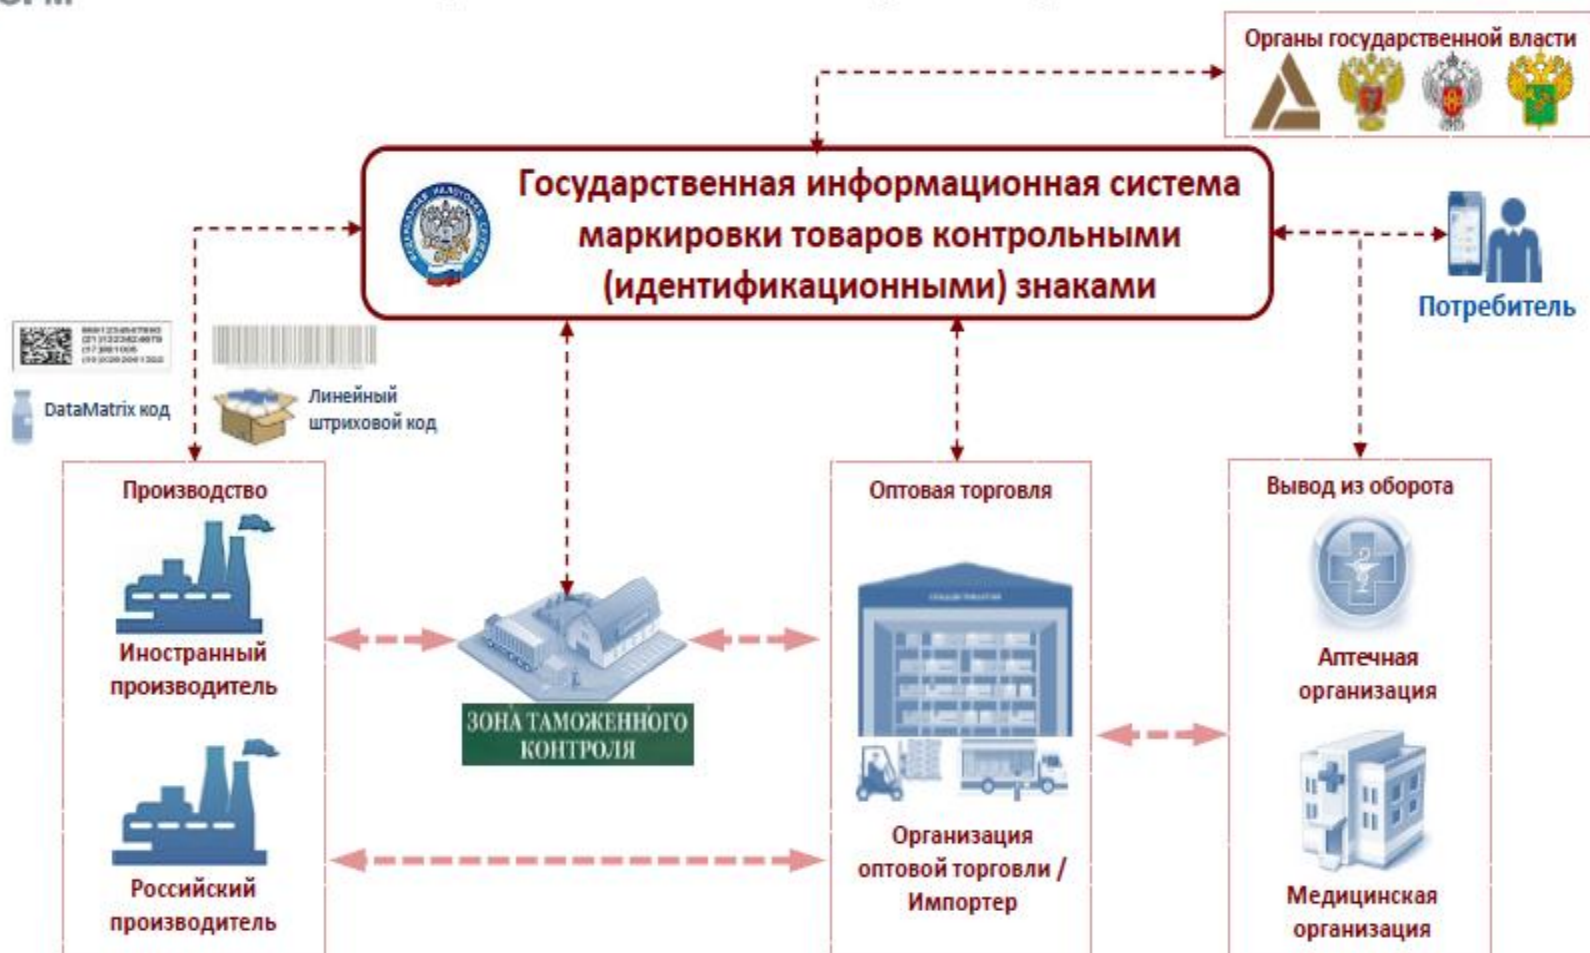 Органы государственной власти
Государственная информационная система
маркировки товаров контрольными
(идентификационными) знаками
Потребитель
DataMatrix код
Линейный
штриховой код
Производство
Иностранный
производитель
Российский
производитель
ЗОНА ТАМОЖЕННОГО
КОНТРОЛЯ
Оптовая торговля
Организация
оптовой торговли /
Импортер
Вывод из оборота
Аптечная
организация
Медицинская
организация